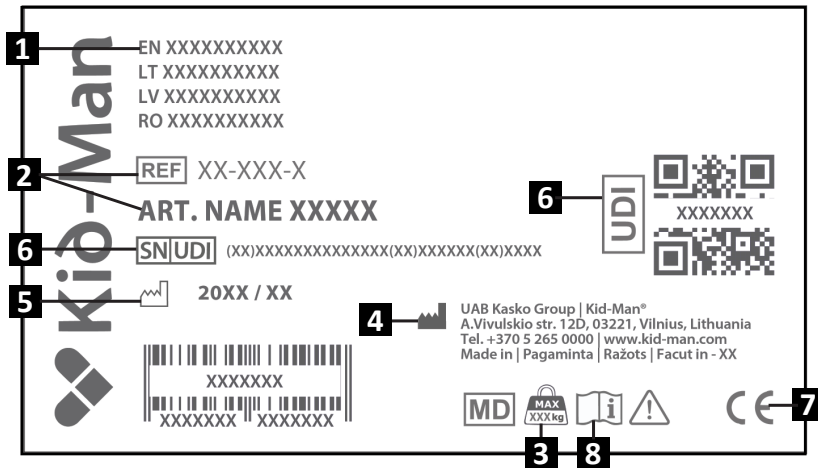 1
EN XXXXXXXXXX
LT XXXXXXXXXX
LV XXXXXXXXXX
RO XXXXXXXXXX
Kið-Man
2
REF XX-XXX-X
ART. NAME XXXXX
6
UDI
XXXXXXX
6
SN UDI (XX)XXXXXXXXXXXXXX(XX)XXXXXX(XX)XXXX
5
20XX / XX
4
UAB Kasko Group | Kid-Man®
A.Vivulskio str. 12D, 03221, Vilnius, Lithuania
Tel. +370 5 265 0000 | www.kid-man.com
Made in | Pagaminta | Ražots | Facut in - XX
XXXXXXX
XXXXXXX XXXXXXX
MD
MAX
XXX kg
i
!
CE
7
3
8